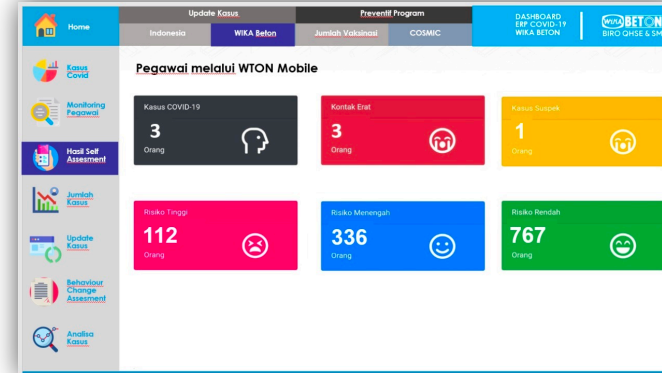 Home
Update Kasus
Preventif Program
Indonesia
WIKA Beton
Jumlah Vaksinasi
COSMIC
DASHBOARD
ERP COVID-19
WIKA BETON
WIKA BETON
BIRO QHSE & SM
Kasus
Covid
Monitoring
Pegawai
Hasil Self
Assesment
Jumlah
Kasus
Update
Kasus
Behaviour
Change
Assesment
Analisa
Kasus
Pegawai melalui WTON Mobile
Kasus COVID-19
3
Orang
Kontak Erat
3
Orang
Kasus Suspek
1
Orang
Risiko Tinggi
112
Orang
Risiko Menengah
336
Orang
Risiko Rendah
767
Orang